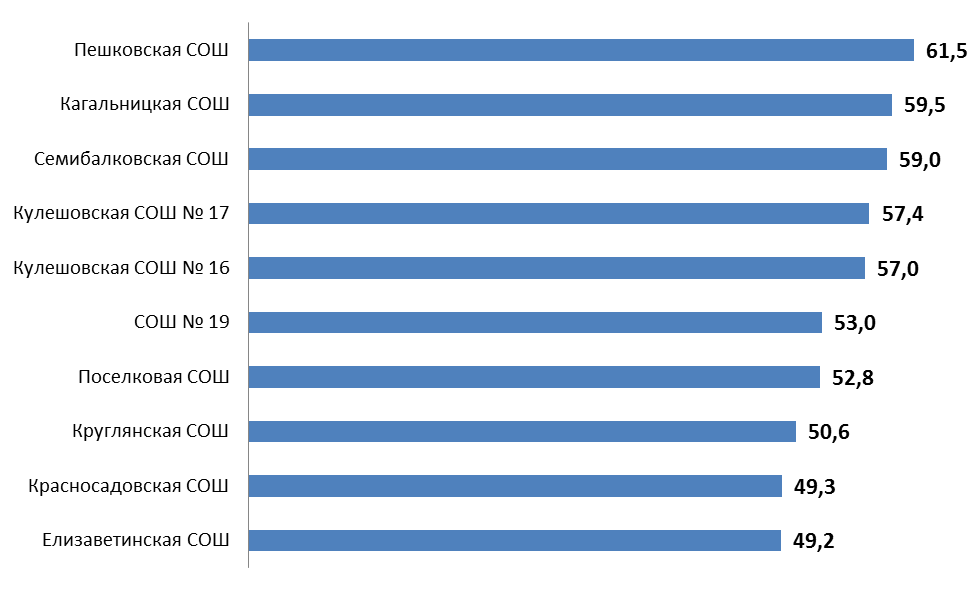 Пешковская СОШ 61,5
Кагальницкая СОШ 59,5
Семибалковская СОШ 59,0
Кулешовская СОШ № 17 57,4
Кулешовская СОШ № 16 57,0
СОШ № 19 53,0
Поселковая СОШ 52,8
Круглянская СОШ 50,6
Красносадовская СОШ 49,3
Елизаветинская СОШ 49,2